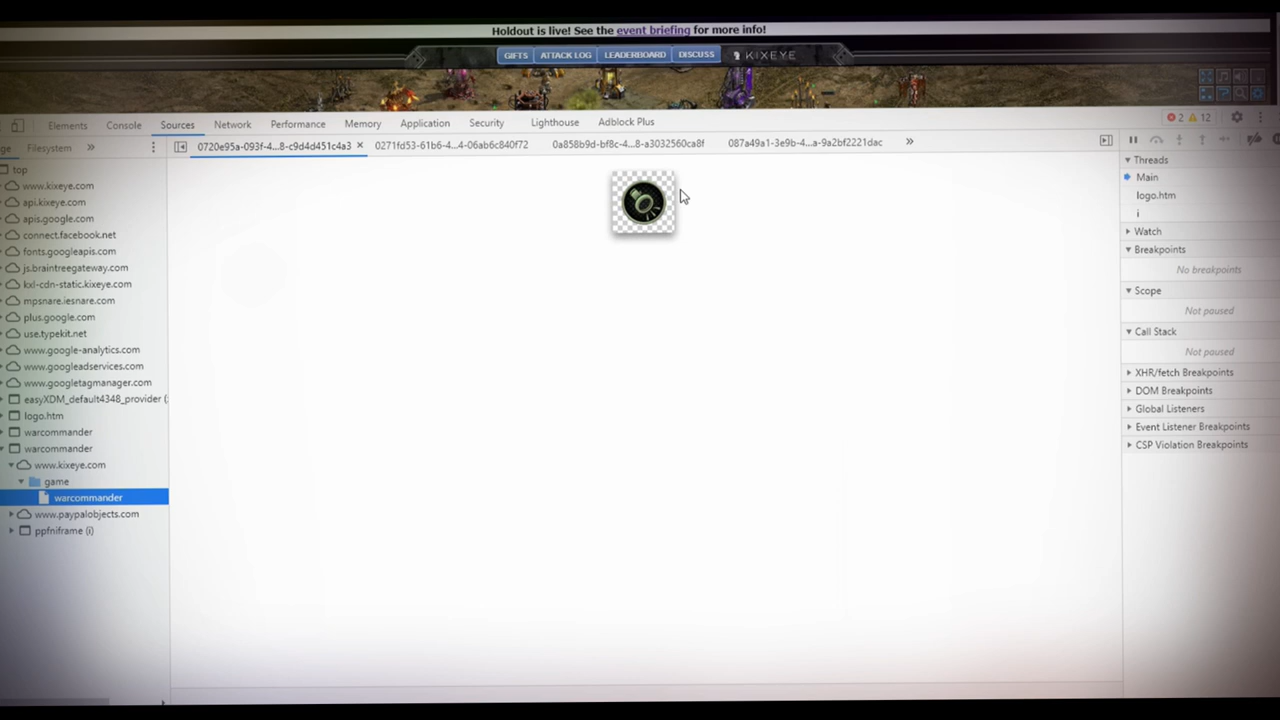 Holdout is live! See the event briefing for more info!
GIFTS ATTACK LOG LEADERBOARD DISCUSS KIXEYE
Elements Console Sources Network Performance Memory Application Security Lighthouse Adblock Plus 2 12
ge Filesystem »
0720e95a-093f-4...8-c9d4d451c4a3 × 0271fd53-61b6-4...4-06ab6c840f72 0a858b9d-bf8c-4...8-a3032560ca8f 087a49a1-3e9b-4...a-9a2bf2221dac »
top
www.kixeye.com
api.kixeye.com
apis.google.com
connect.facebook.net
fonts.googleapis.com
js.braintreegateway.com
kxl-cdn-static.kixeye.com
mpsnare.iesnare.com
plus.google.com
use.typekit.net
www.google-analytics.com
www.googleadservices.com
www.googletagmanager.com
easyXDM_default4348_provider (
logo.htm
warcommander
warcommander
www.kixeye.com
game
warcommander
www.paypalobjects.com
ppfniframe (i)
Threads
Main
logo.htm
i
Watch
Breakpoints
No breakpoints
Scope
Not paused
Call Stack
Not paused
XHR/fetch Breakpoints
DOM Breakpoints
Global Listeners
Event Listener Breakpoints
CSP Violation Breakpoints